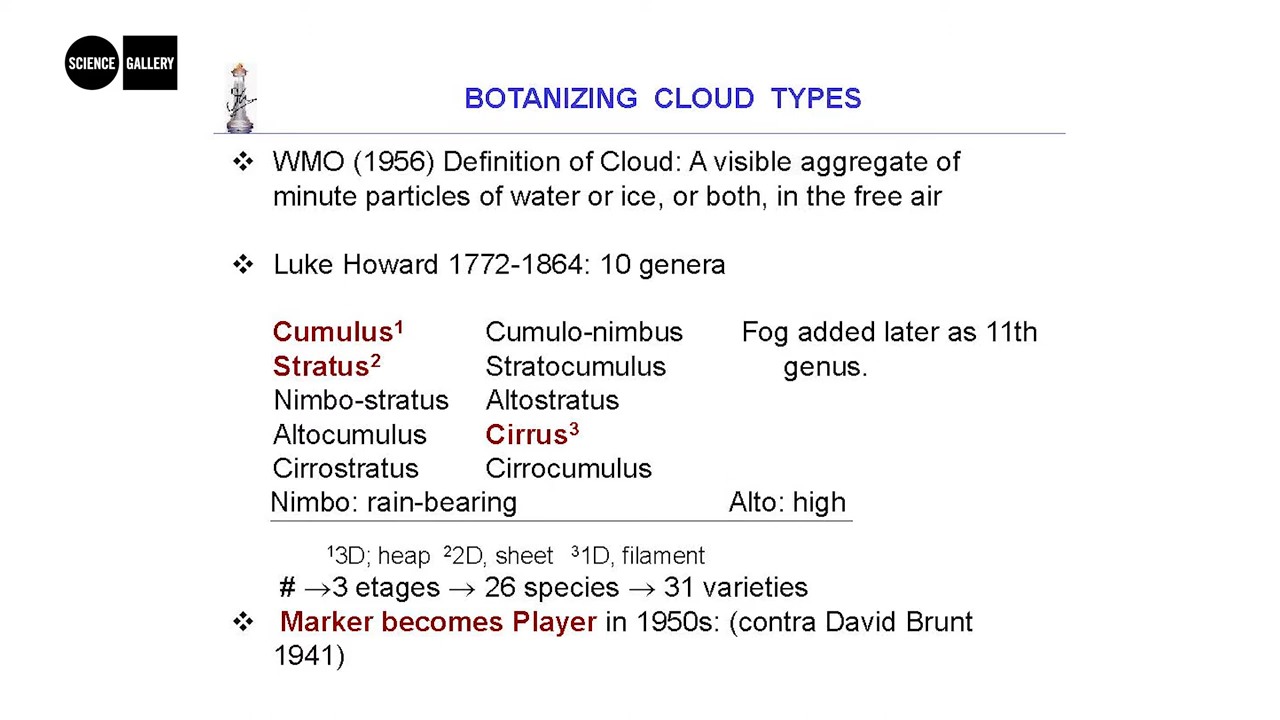 SCIENCE GALLERY
BOTANIZING CLOUD TYPES
❖ WMO (1956) Definition of Cloud: A visible aggregate of
minute particles of water or ice, or both, in the free air
❖ Luke Howard 1772-1864: 10 genera
Cumulus¹ Cumulo-nimbus Fog added later as 11th
Stratus² Stratocumulus genus.
Nimbo-stratus Altostratus
Altocumulus Cirrus³
Cirrostratus Cirrocumulus
Nimbo: rain-bearing Alto: high
¹3D; heap ²2D, sheet ³1D, filament
# →3 etages → 26 species → 31 varieties
❖ Marker becomes Player in 1950s: (contra David Brunt
1941)